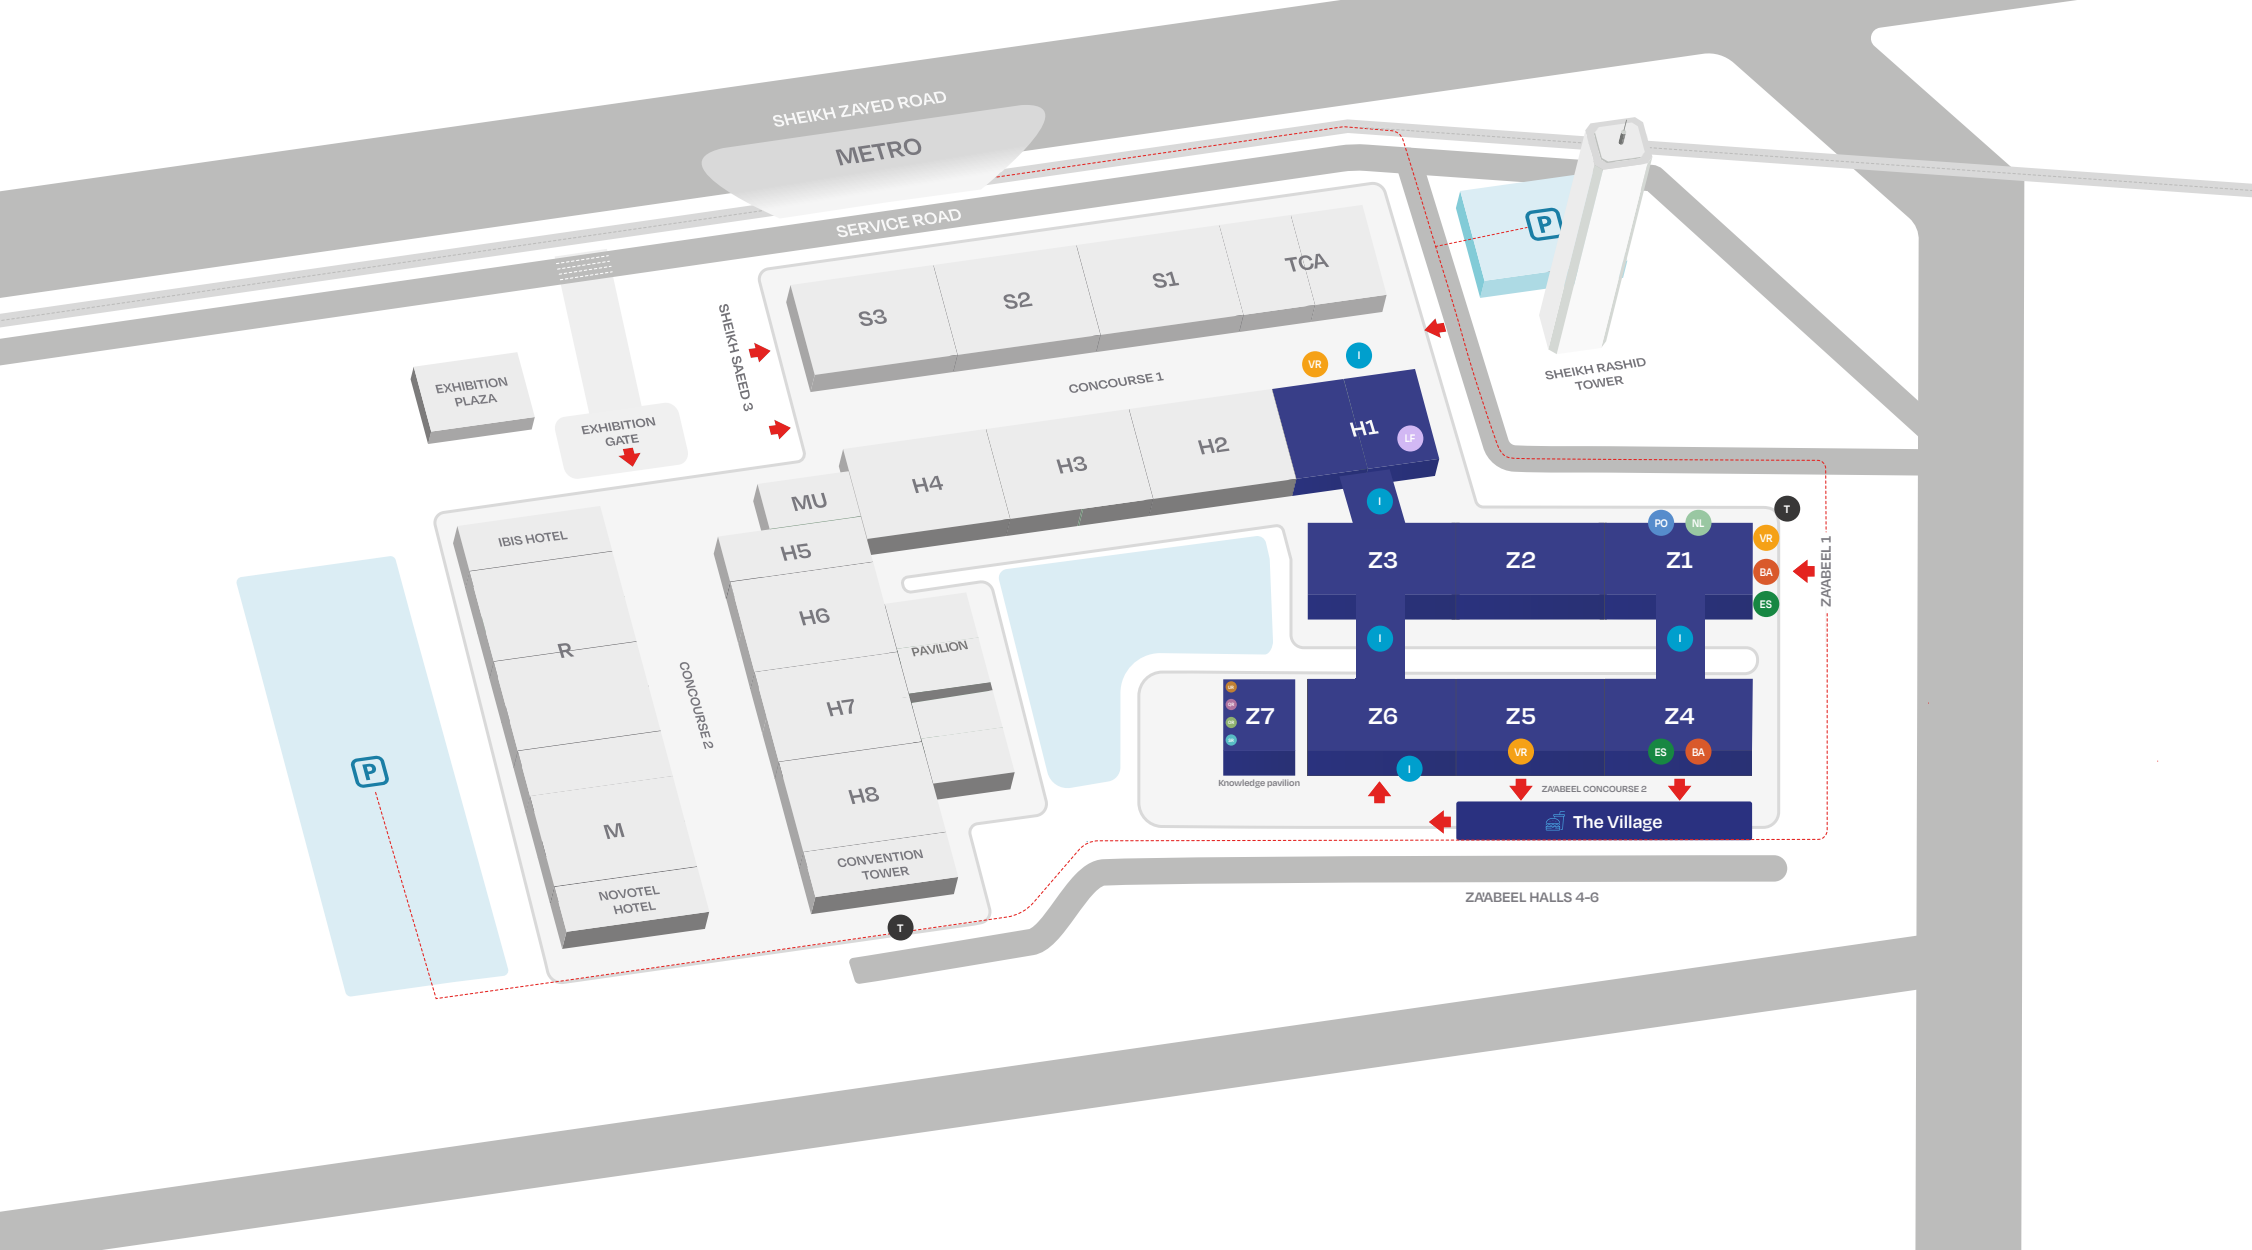 SHEIKH ZAYED ROAD
METRO
SERVICE ROAD
P
TCA
S1
S2
S3
SHEIKH SAEED 3
SHEIKH RASHID
TOWER
EXHIBITION
PLAZA
EXHIBITION
GATE
CONCOURSE 1
VR
I
H1
LF
H2
H3
H4
MU
I
IBIS HOTEL
H5
Z3
Z2
Z1
PO
NL
T
VR
BA
ES
ZA'ABEEL 1
R
H6
PAVILION
I
I
CONCOURSE 2
H7
Z7
Knowledge pavilion
Z6
I
Z5
VR
Z4
ES
BA
P
ZA'ABEEL CONCOURSE 2
H8
M
The Village
CONVENTION
TOWER
NOVOTEL
HOTEL
T
ZA'ABEEL HALLS 4-6